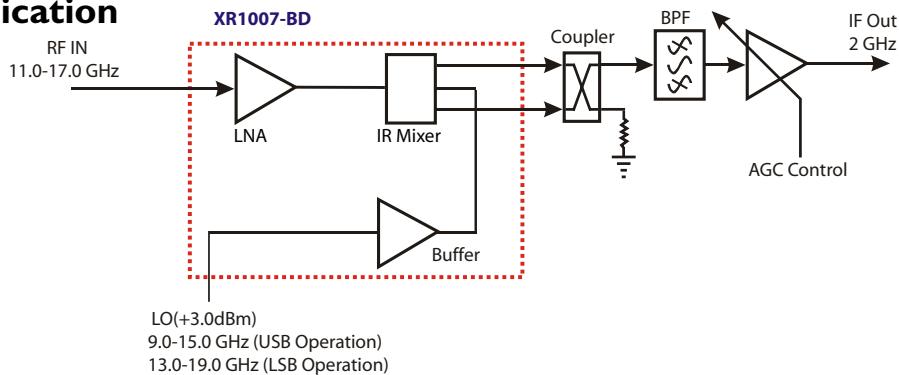 ication
XR1007-BD
RF IN
11.0-17.0 GHz
LNA
IR Mixer
Coupler
BPF
IF Out
2 GHz
AGC Control
Buffer
LO(+3.0dBm)
9.0-15.0 GHz (USB Operation)
13.0-19.0 GHz (LSB Operation)